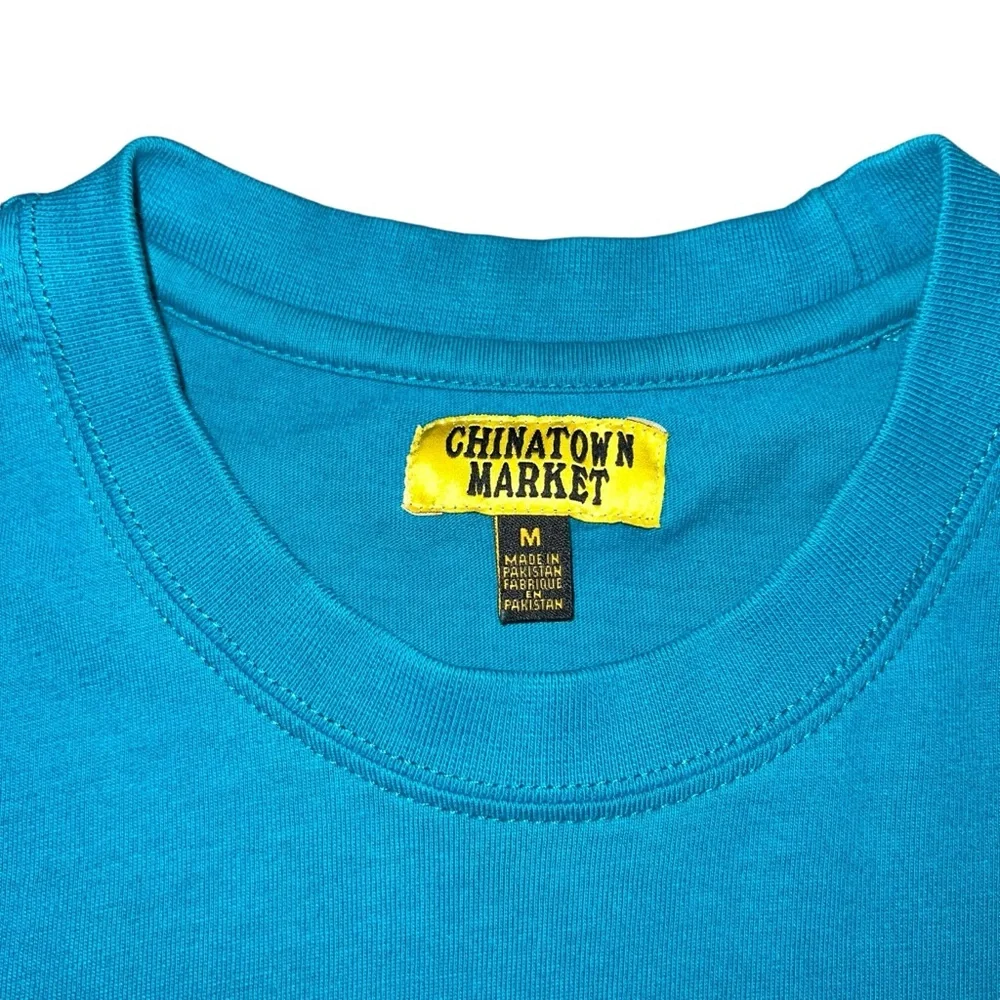 CHINATOWN
MARKET
M
MADE IN
PAKISTAN
FABRIQUE
EN
PAKISTAN